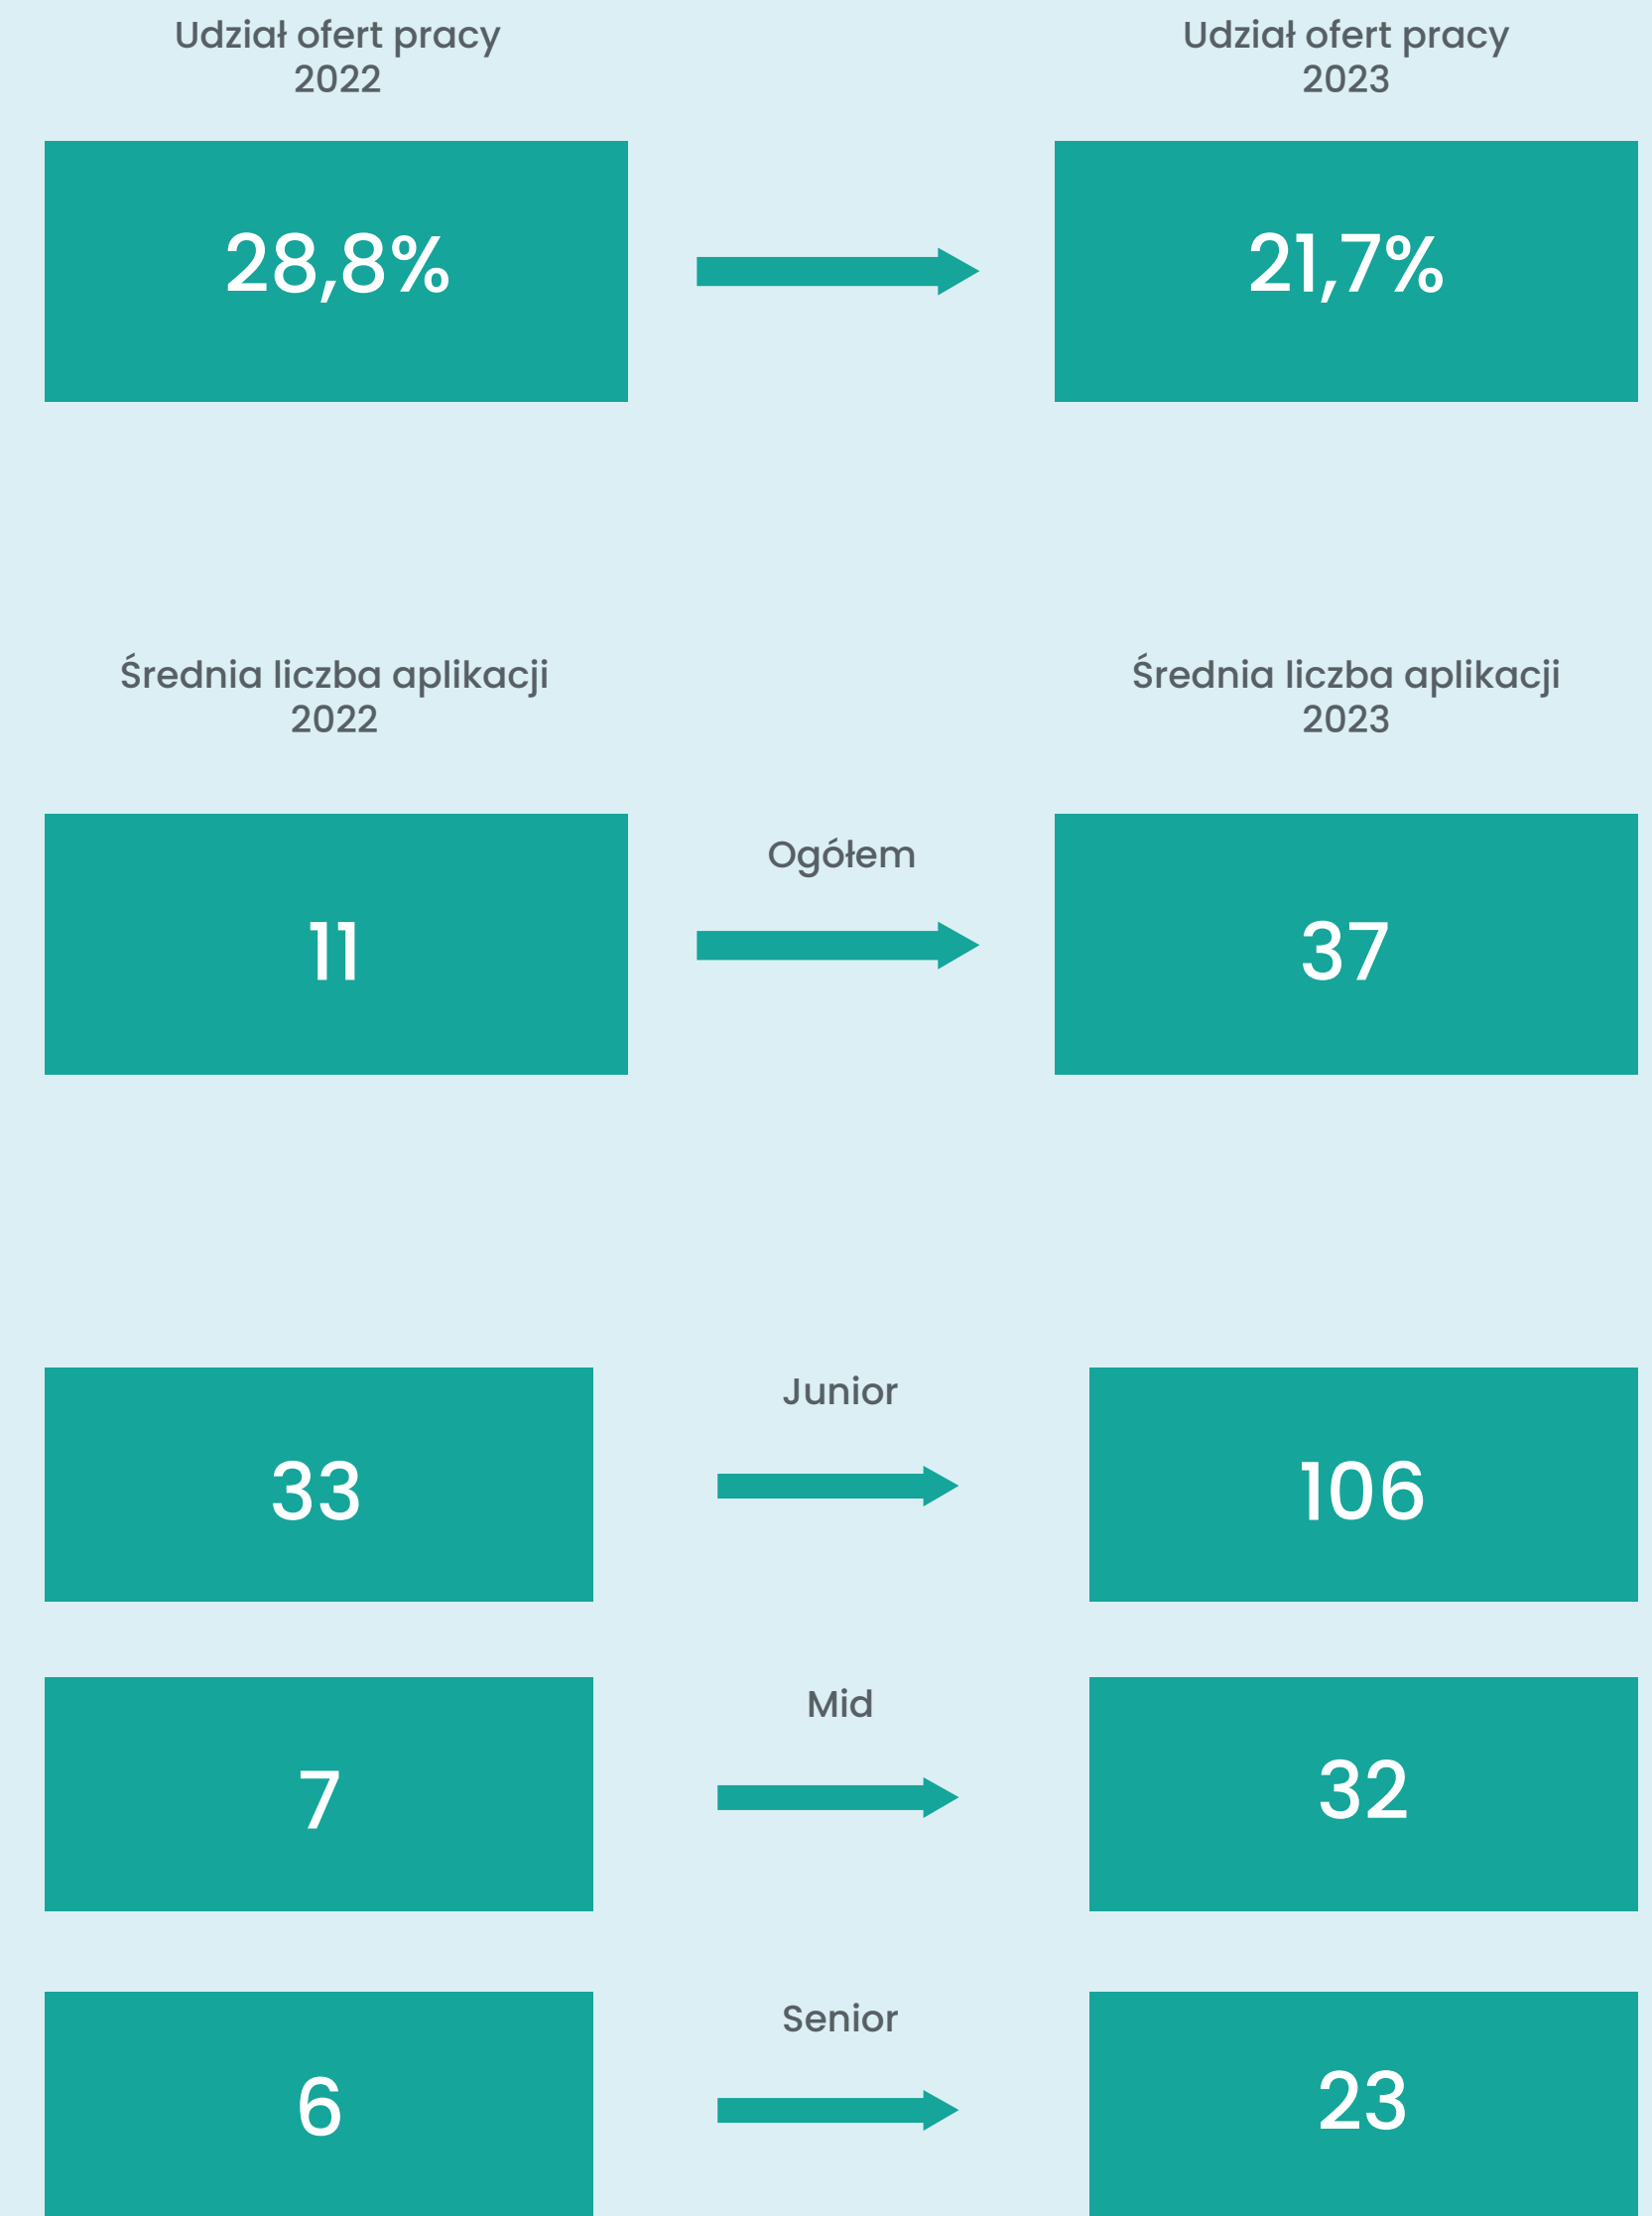 Udział ofert pracy
2022
Udział ofert pracy
2023
28,8%
21,7%
Średnia liczba aplikacji
2022
Średnia liczba aplikacji
2023
Ogółem
11
37
Junior
33
106
Mid
7
32
Senior
6
23